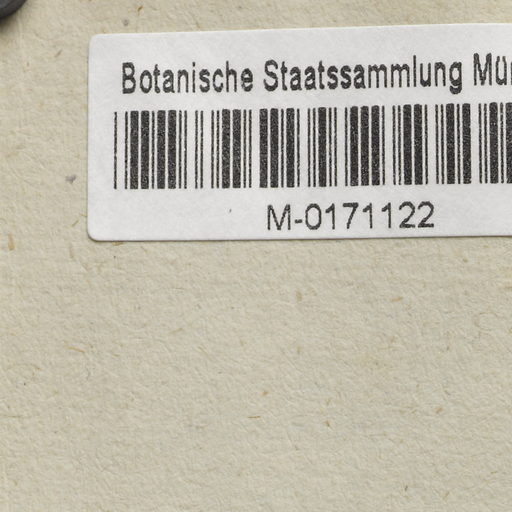 Botanische Staatssammlung Mün
M-0171122